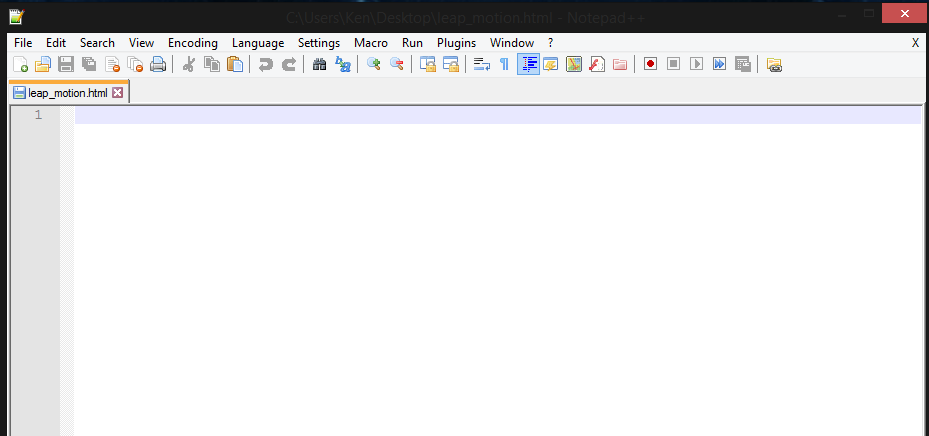 C:\Users\Ken\Desktop\leap_motion.html - Notepad++
File Edit Search View Encoding Language Settings Macro Run Plugins Window ? X
leap_motion.html
1